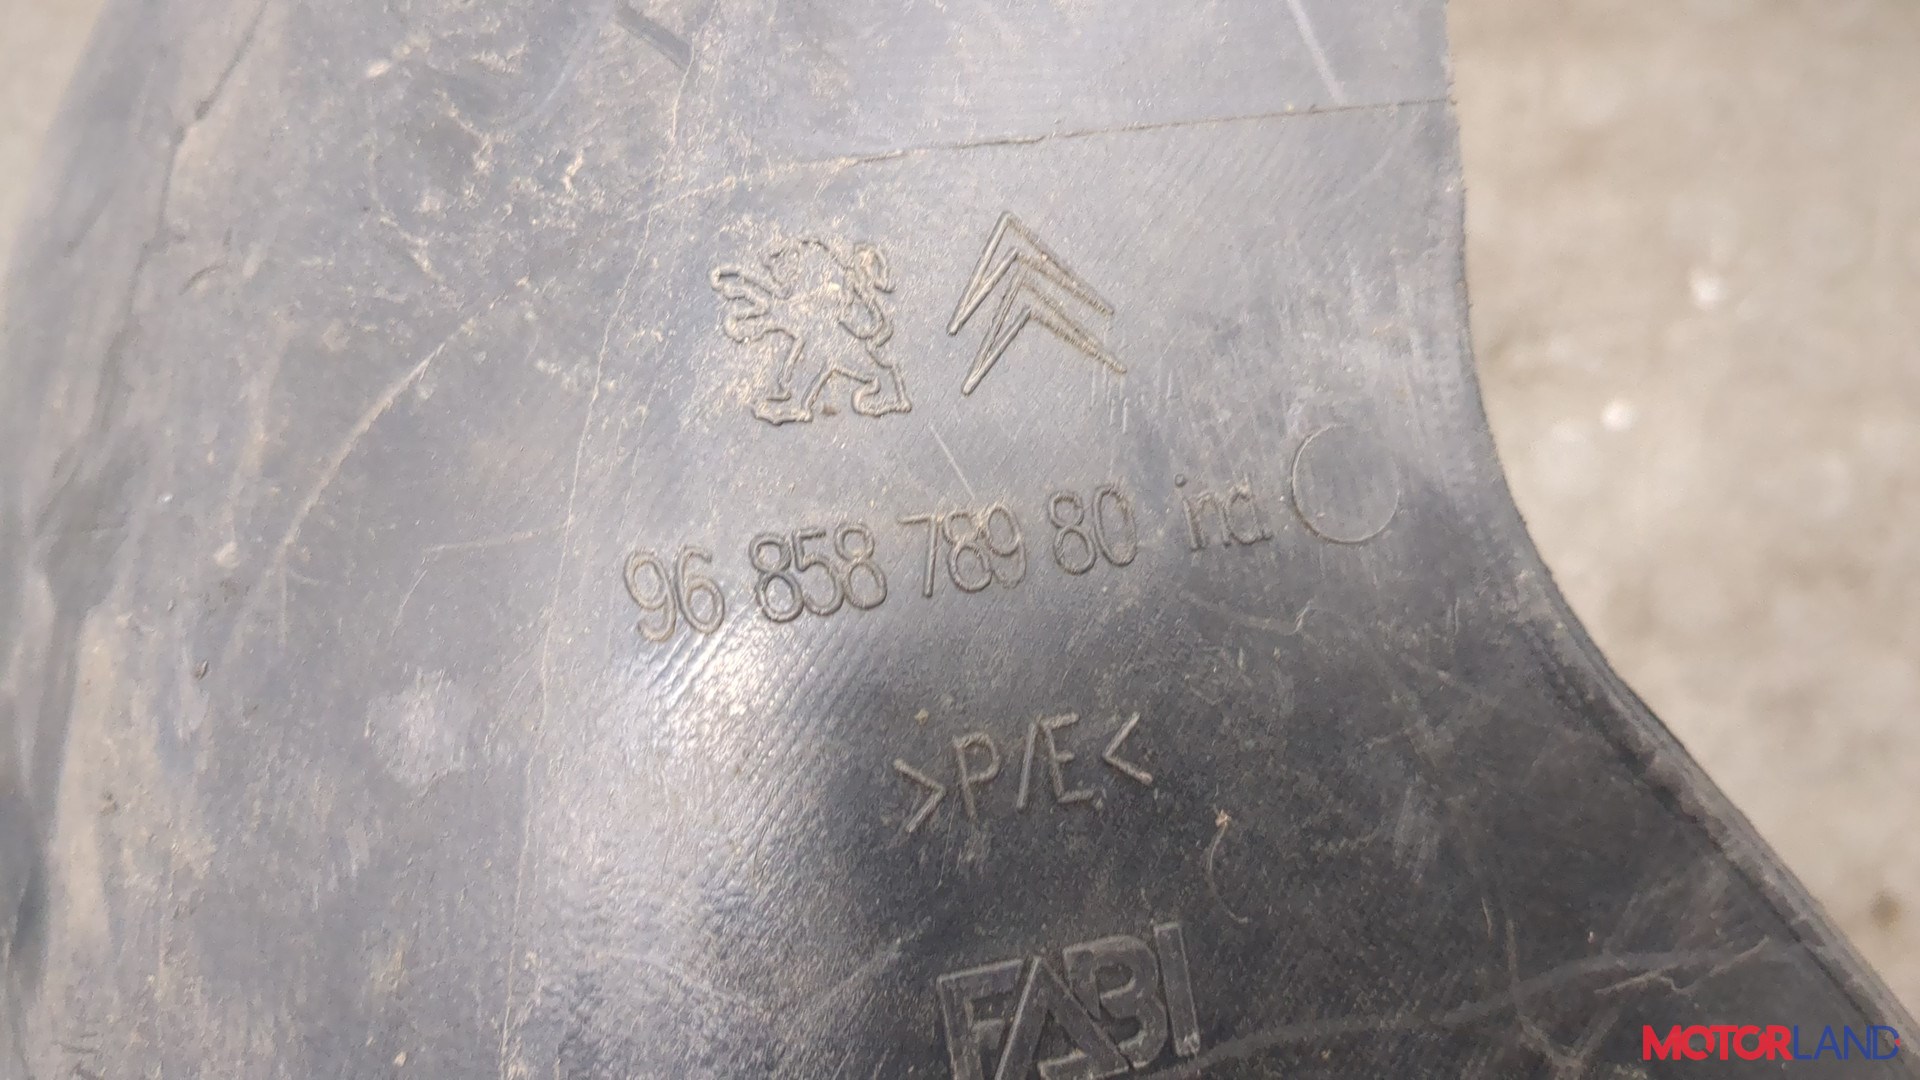 96 858 789 80 ind
>P/E<
FABI
MOTORLAND